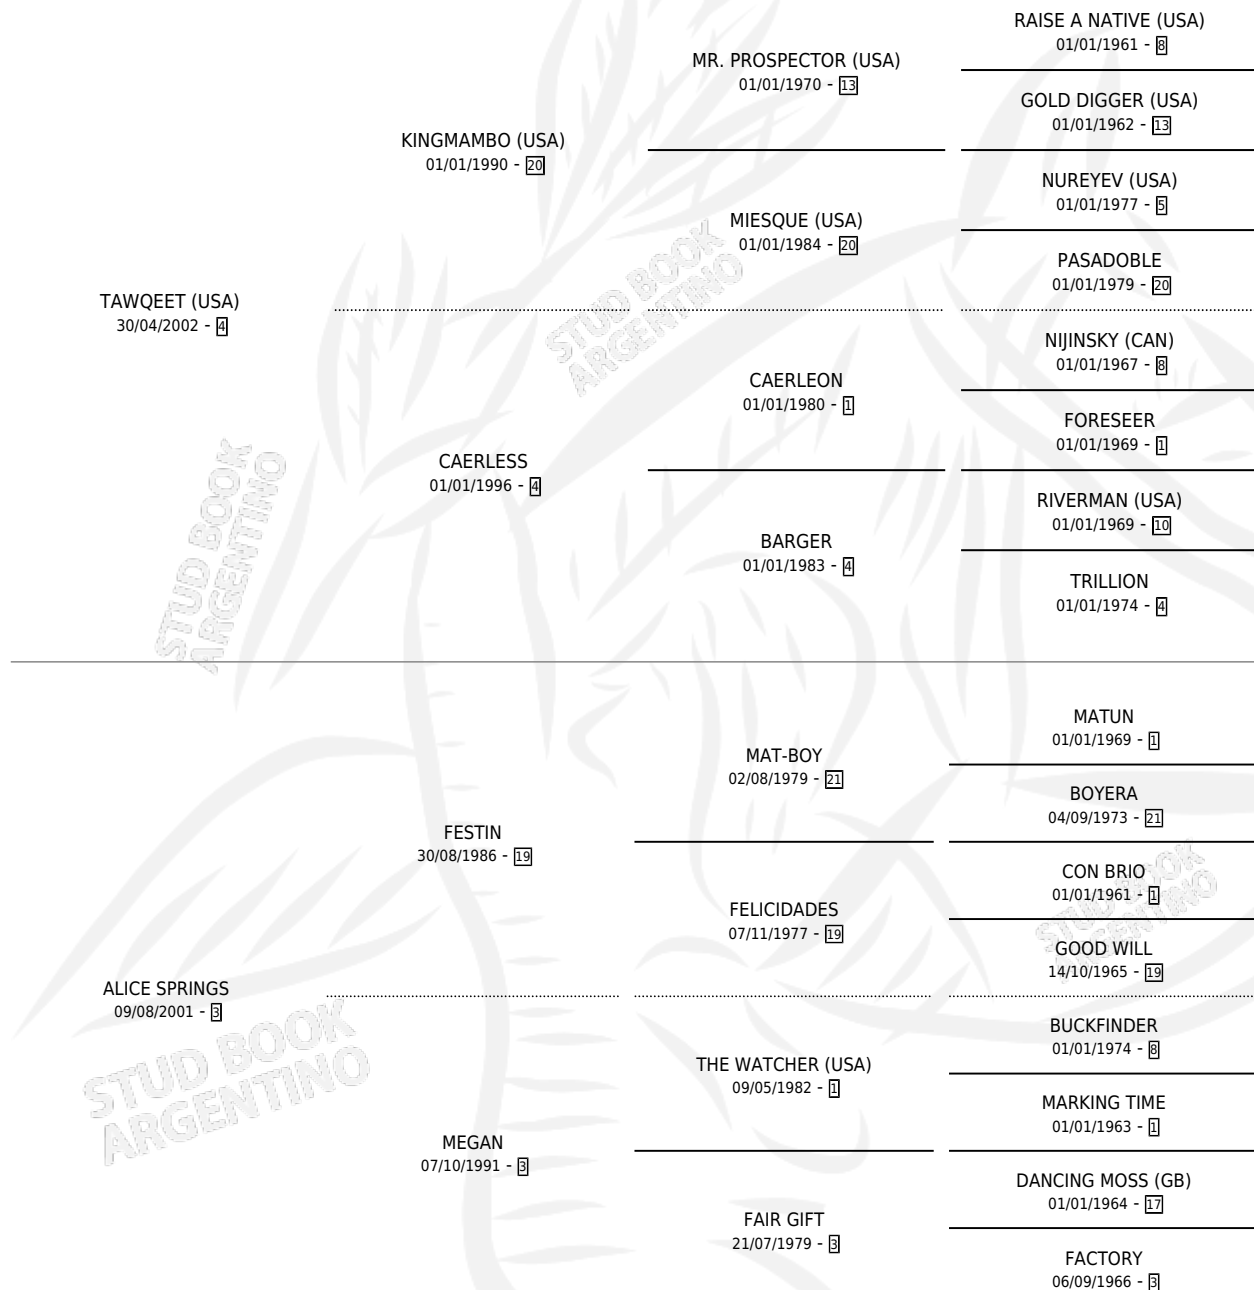 RAISE A NATIVE (USA)
01/01/1961 - 8
MR. PROSPECTOR (USA)
01/01/1970 - 13
GOLD DIGGER (USA)
01/01/1962 - 13
KINGMAMBO (USA)
01/01/1990 - 20
NUREYEV (USA)
01/01/1977 - 5
MIESQUE (USA)
01/01/1984 - 20
PASADOBLE
01/01/1979 - 20
TAWQEET (USA)
30/04/2002 - 4
NIJINSKY (CAN)
01/01/1967 - 8
CAERLEON
01/01/1980 - 1
FORESEER
01/01/1969 - 1
CAERLESS
01/01/1996 - 4
RIVERMAN (USA)
01/01/1969 - 10
BARGER
01/01/1983 - 4
TRILLION
01/01/1974 - 4
STUD BOOK
ARGENTINO
STUD BOOK
ARGENTINO
MATUN
01/01/1969 - 1
MAT-BOY
02/08/1979 - 21
BOYERA
04/09/1973 - 21
FESTIN
30/08/1986 - 19
CON BRIO
01/01/1961 - 1
FELICIDADES
07/11/1977 - 19
GOOD WILL
14/10/1965 - 19
STUD BOOK
ARGENTINO
ALICE SPRINGS
09/08/2001 - 3
BUCKFINDER
01/01/1974 - 8
THE WATCHER (USA)
09/05/1982 - 1
MARKING TIME
01/01/1963 - 1
STUD BOOK
ARGENTINO
MEGAN
07/10/1991 - 3
DANCING MOSS (GB)
01/01/1964 - 17
FAIR GIFT
21/07/1979 - 3
FACTORY
06/09/1966 - 3